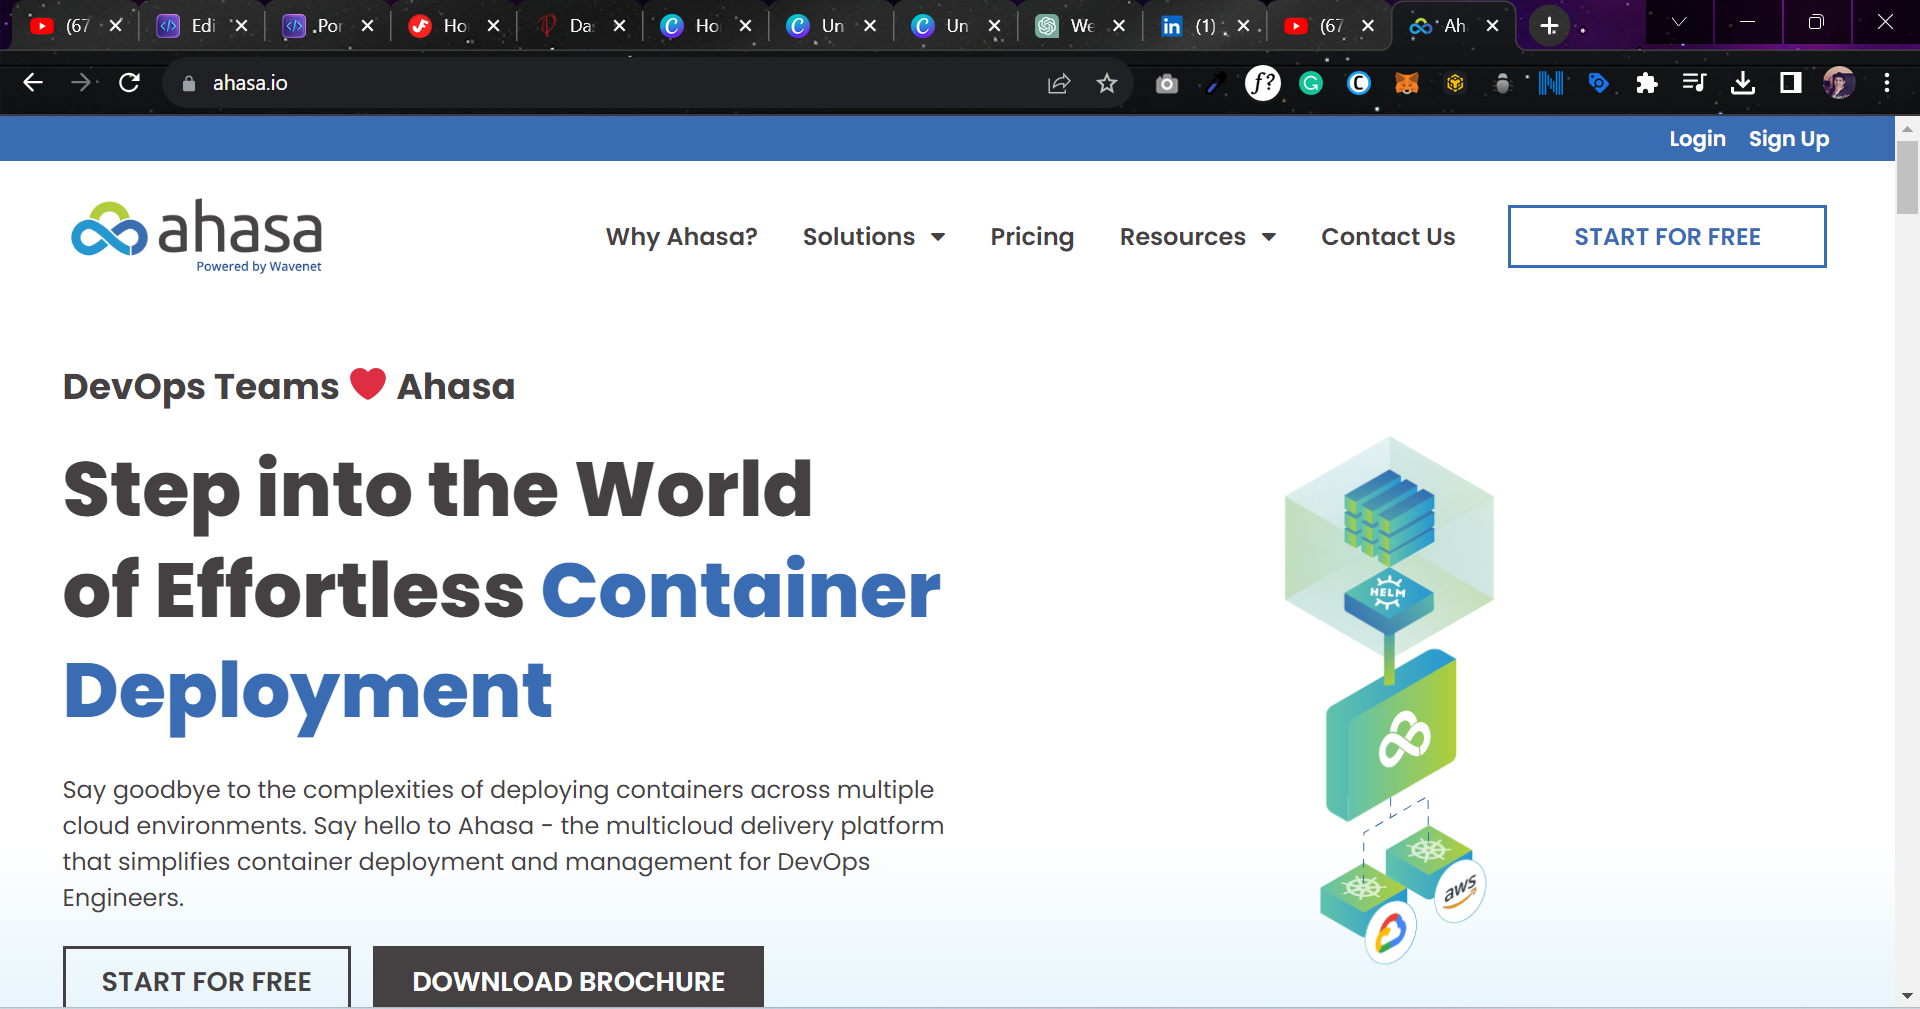 (67
Edi
.Por
Ho
Da
Ho
Un
Un
We
in
(1)
(67
Ah
ahasa.io
f?
Login Sign Up
ahasa
Powered by Wavenet
Why Ahasa? Solutions Pricing Resources Contact Us START FOR FREE
DevOps Teams ❤ Ahasa
Step into the World
of Effortless Container
Deployment
HELM
Say goodbye to the complexities of deploying containers across multiple
cloud environments. Say hello to Ahasa - the multicloud delivery platform
that simplifies container deployment and management for DevOps
Engineers.
aws
START FOR FREE DOWNLOAD BROCHURE